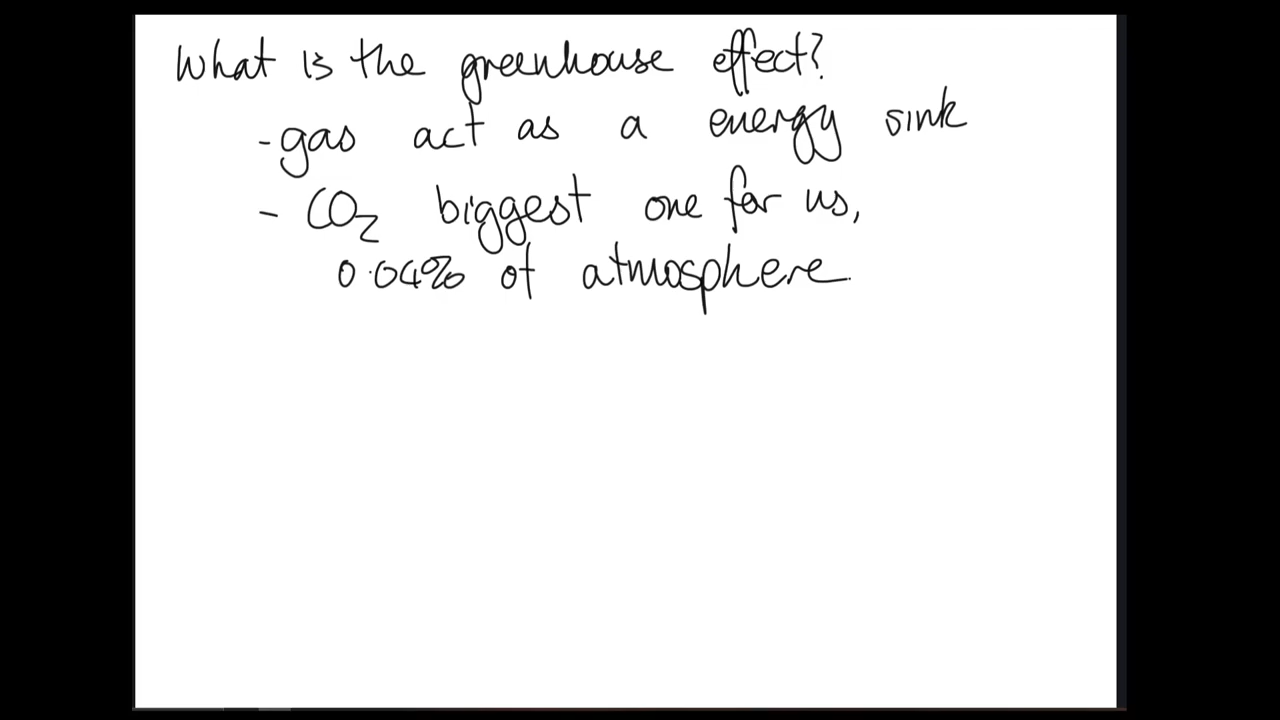 What is the greenhouse effect?
- gas act as a energy sink
- CO₂ biggest one for us,
0.04% of atmosphere.